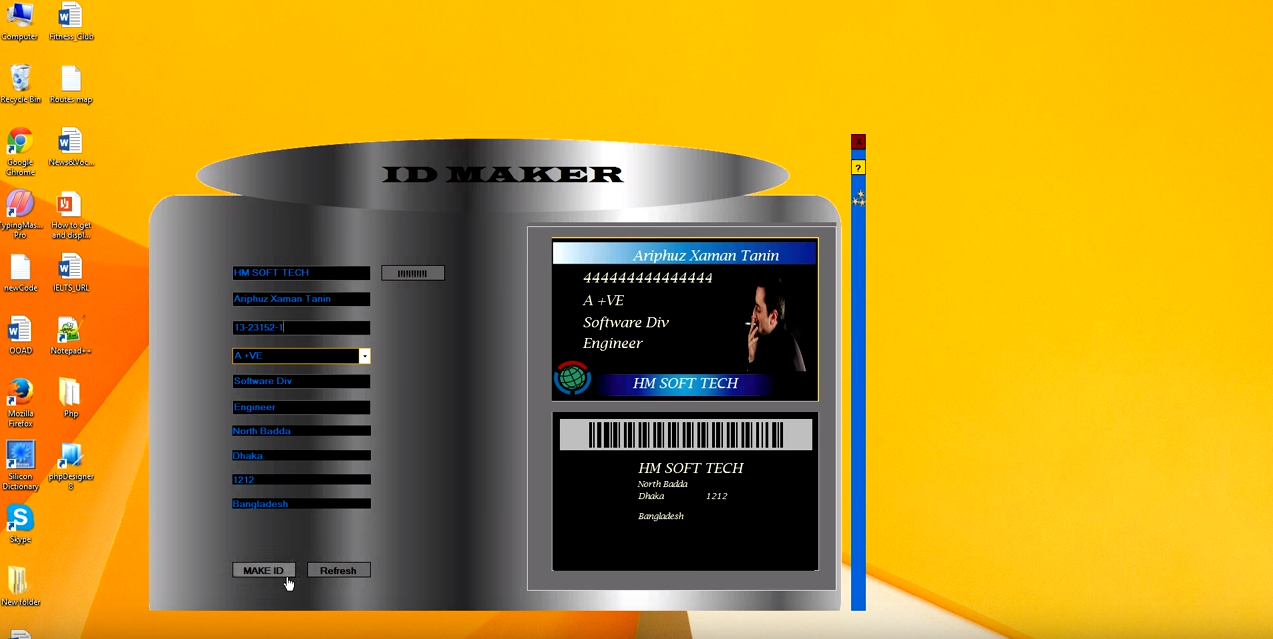 Computer
Fitness_Club
Recycle Bin
Routes map
Google
Chrome
News&Voc...
TypingMas...
Pro
How to get
and displ...
newCode
IELTS_URL
OOAD
Notepad++
Mozilla
Firefox
Php
Silicon
Dictionary
phpDesigner
8
Skype
New folder
ID MAKER
X
?
HM SOFT TECH
Ariphuz Xaman Tanin
13-23152-1
A +VE
Software Div
Engineer
North Badda
Dhaka
1212
Bangladesh
MAKE ID
Refresh
Ariphuz Xaman Tanin
444444444444444
A +VE
Software Div
Engineer
HM SOFT TECH
HM SOFT TECH
North Badda
Dhaka 1212
Bangladesh